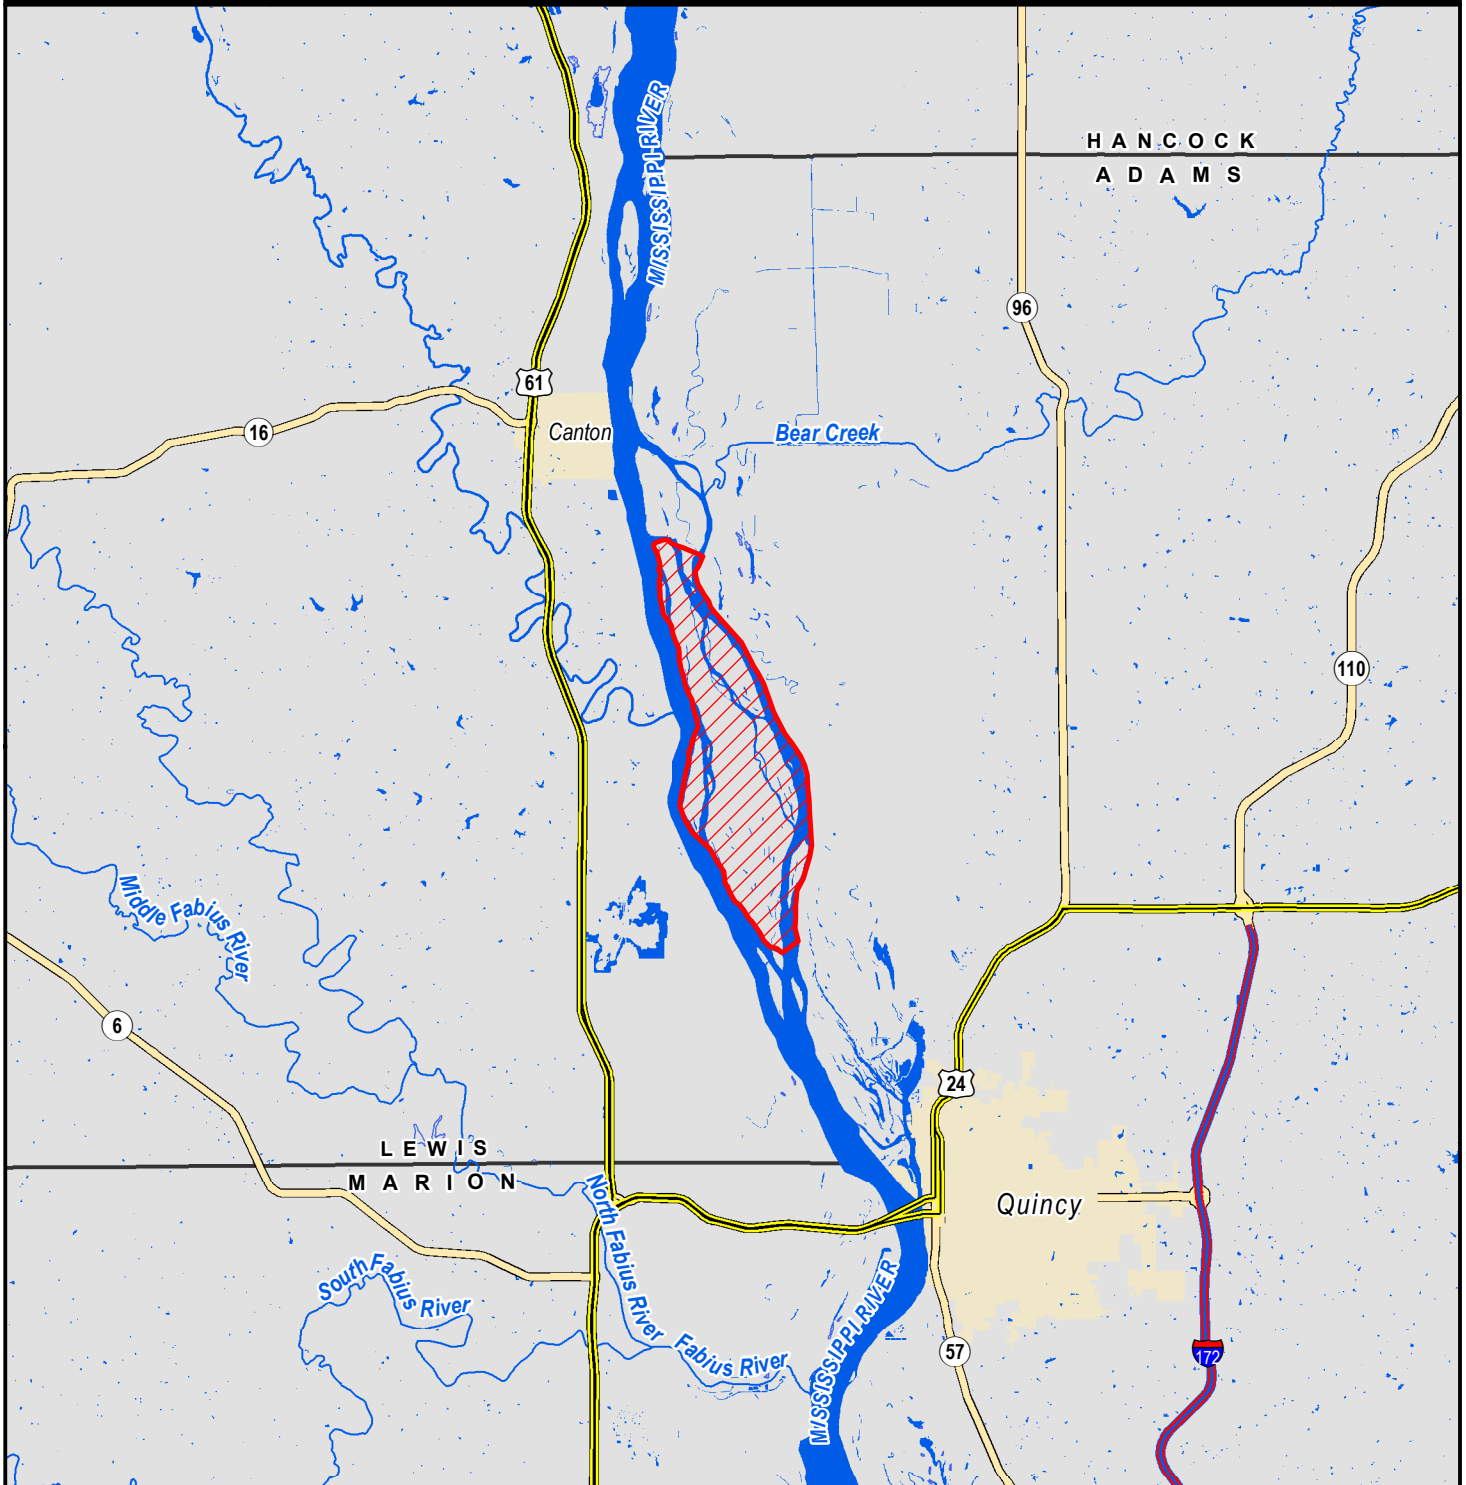 MISSISSIPPI RIVER
HANCOCK
ADAMS
96
61
16
Canton
Bear Creek
110
Middle Fabius River
6
24
LEWIS
MARION
North Fabius River
Quincy
South Fabius River
Fabius River
MISSISSIPPI RIVER
57
172